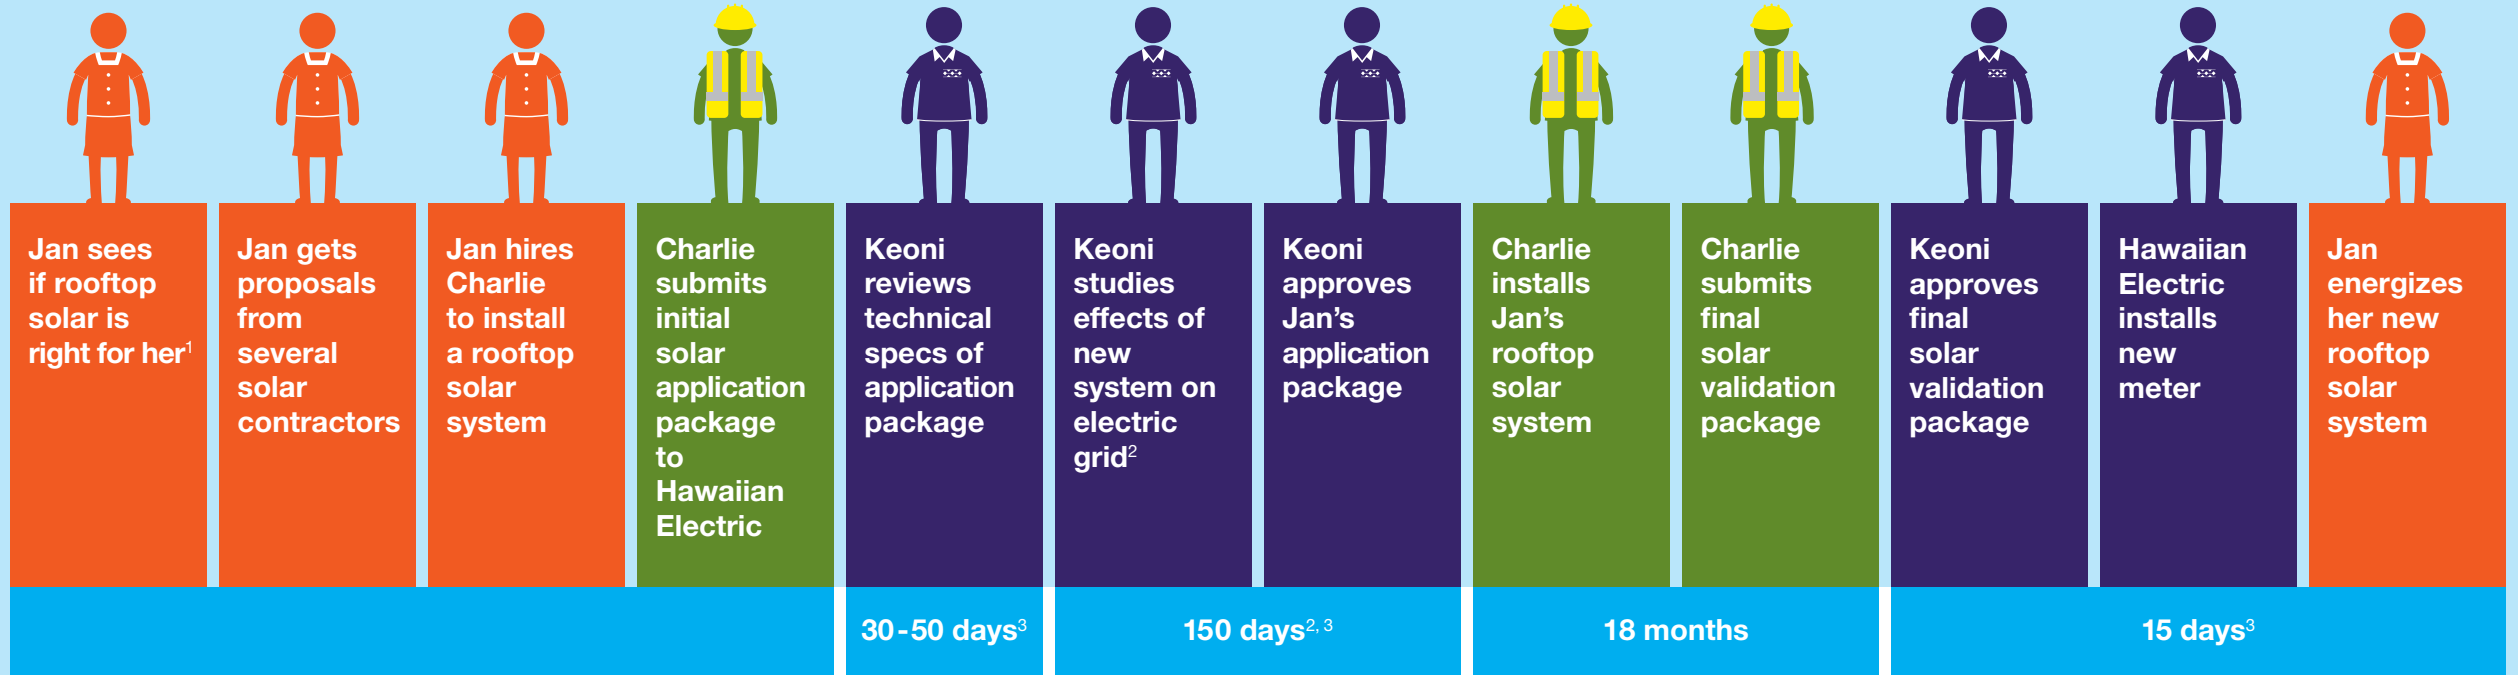 Jan sees
if rooftop
solar is
right for her¹
Jan gets
proposals
from
several
solar
contractors
Jan hires
Charlie
to install
a rooftop
solar
system
Charlie
submits
initial
solar
application
package
to
Hawaiian
Electric
Keoni
reviews
technical
specs of
application
package
Keoni
studies
effects of
new
system on
electric
grid²
Keoni
approves
Jan’s
application
package
Charlie
installs
Jan’s
rooftop
solar
system
Charlie
submits
final
solar
validation
package
Keoni
approves
final
solar
validation
package
Hawaiian
Electric
installs
new
meter
Jan
energizes
her new
rooftop
solar
system
30-50 days³
150 days²,³
18 months
15 days³